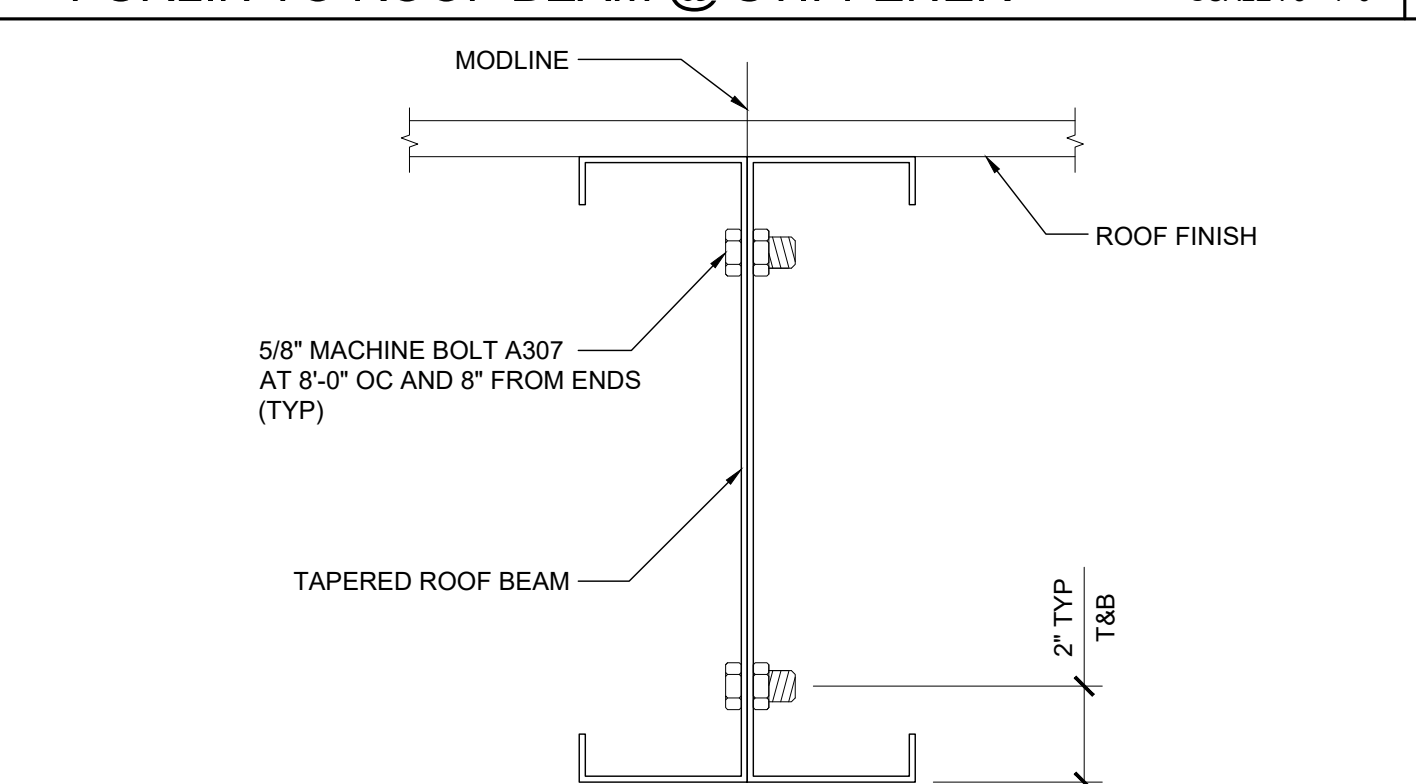 MODLINE
ROOF FINISH
5/8" MACHINE BOLT A307
AT 8'-0" OC AND 8" FROM ENDS
(TYP)
TAPERED ROOF BEAM
2" TYP
T&B